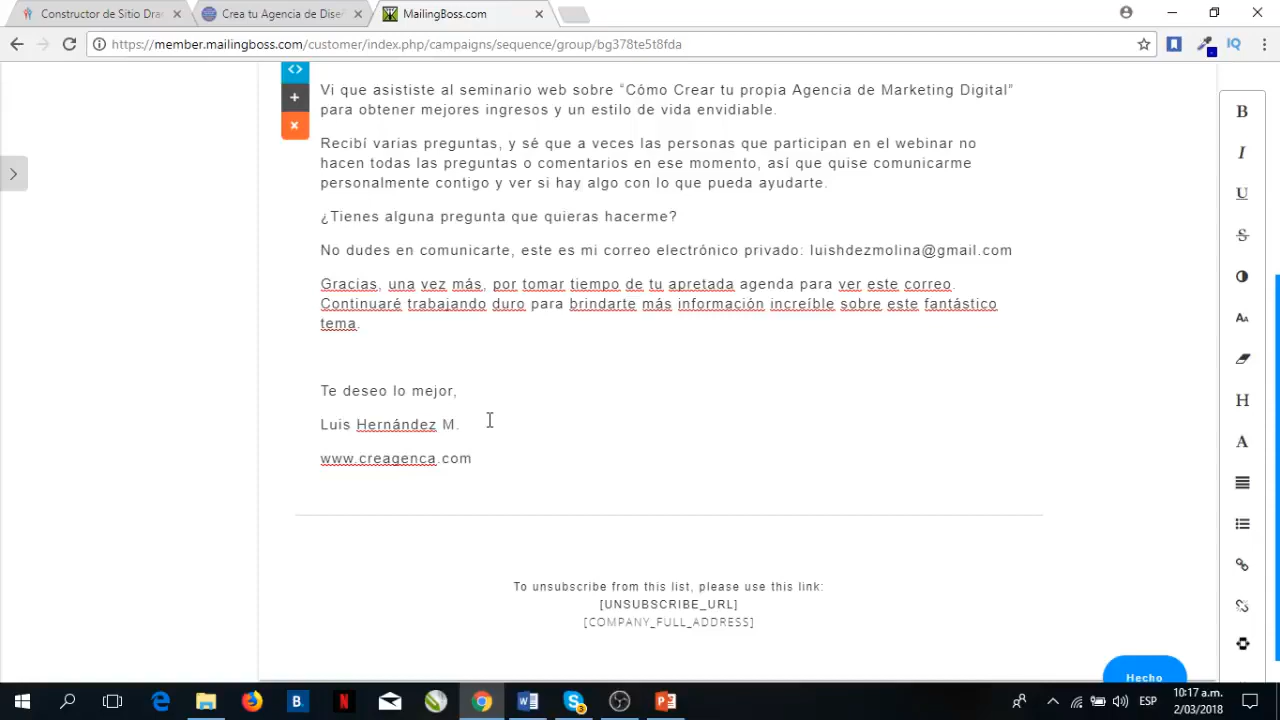 Constructor de Sitio Dra
Crea tu Agencia de Dise
MailingBoss.com
https://member.mailingboss.com/customer/index.php/campaigns/sequence/group/bg378te5t8fda
Vi que asististe al seminario web sobre “Cómo Crear tu propia Agencia de Marketing Digital”
para obtener mejores ingresos y un estilo de vida envidiable.
Recibí varias preguntas, y sé que a veces las personas que participan en el webinar no
hacen todas las preguntas o comentarios en ese momento, así que quise comunicarme
personalmente contigo y ver si hay algo con lo que pueda ayudarte.
¿Tienes alguna pregunta que quieras hacerme?
No dudes en comunicarte, este es mi correo electrónico privado: luishdezmolina@gmail.com
Gracias, una vez más, por tomar tiempo de tu apretada agenda para ver este correo.
Continuaré trabajando duro para brindarte más información increíble sobre este fantástico
tema.
Te deseo lo mejor,
Luis Hernández M.
www.creagenca.com
To unsubscribe from this list, please use this link:
[UNSUBSCRIBE_URL]
[COMPANY_FULL_ADDRESS]
Hecho
ESP
10:17 a.m.
2/03/2018